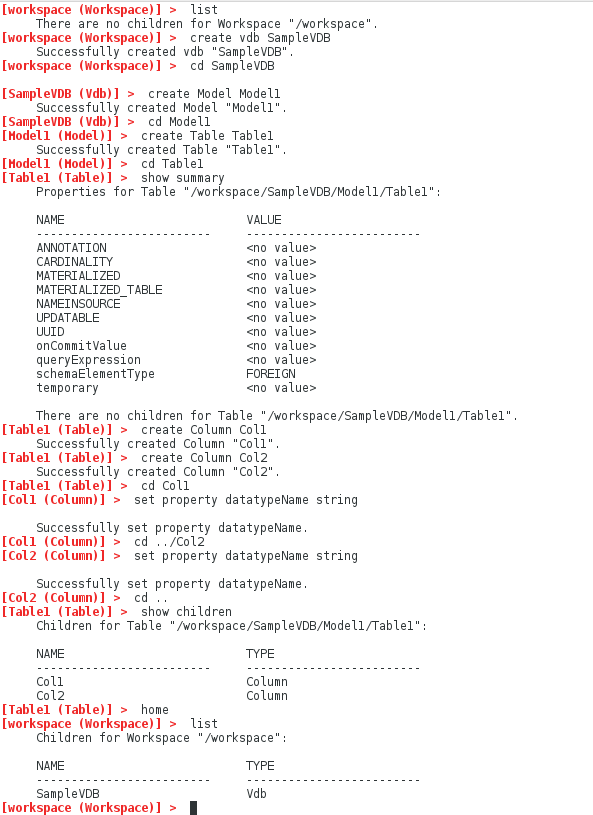 [workspace (Workspace)] > list
There are no children for Workspace "/workspace".
[workspace (Workspace)] > create vdb SampleVDB
Successfully created vdb "SampleVDB".
[workspace (Workspace)] > cd SampleVDB
[SampleVDB (Vdb)] > create Model Model1
Successfully created Model "Model1".
[SampleVDB (Vdb)] > cd Model1
[Model1 (Model)] > create Table Table1
Successfully created Table "Table1".
[Model1 (Model)] > cd Table1
[Table1 (Table)] > show summary
Properties for Table "/workspace/SampleVDB/Model1/Table1":
NAME VALUE
------------------------- -------------------------
ANNOTATION <no value>
CARDINALITY <no value>
MATERIALIZED <no value>
MATERIALIZED_TABLE <no value>
NAMEINSOURCE <no value>
UPDATABLE <no value>
UUID <no value>
onCommitValue <no value>
queryExpression <no value>
schemaElementType FOREIGN
temporary <no value>
There are no children for Table "/workspace/SampleVDB/Model1/Table1".
[Table1 (Table)] > create Column Col1
Successfully created Column "Col1".
[Table1 (Table)] > create Column Col2
Successfully created Column "Col2".
[Table1 (Table)] > cd Col1
[Col1 (Column)] > set property datatypeName string
Successfully set property datatypeName.
[Col1 (Column)] > cd ../Col2
[Col2 (Column)] > set property datatypeName string
Successfully set property datatypeName.
[Col2 (Column)] > cd ..
[Table1 (Table)] > show children
Children for Table "/workspace/SampleVDB/Model1/Table1":
NAME TYPE
------------------------- -------------------------
Col1 Column
Col2 Column
[Table1 (Table)] > home
[workspace (Workspace)] > list
Children for Workspace "/workspace":
NAME TYPE
------------------------- -------------------------
SampleVDB Vdb
[workspace (Workspace)] >